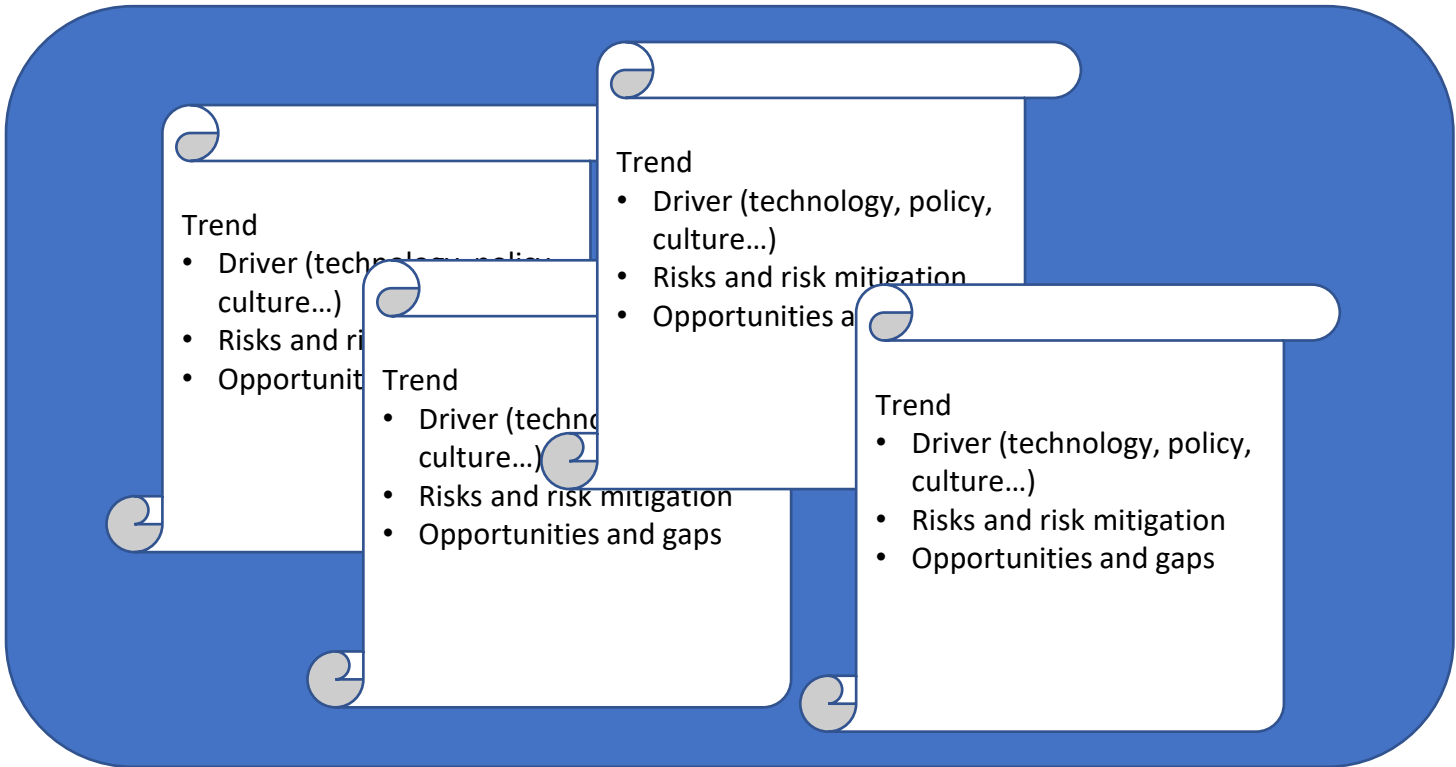 Trend
• Driver (technology, policy,
culture…)
• Risks and ri
• Opportunit
Trend
• Driver (techno
culture…)
• Risks and risk mitigation
• Opportunities and gaps
Trend
• Driver (technology, policy,
culture…)
• Risks and risk mitigation
• Opportunities a
Trend
• Driver (technology, policy,
culture…)
• Risks and risk mitigation
• Opportunities and gaps